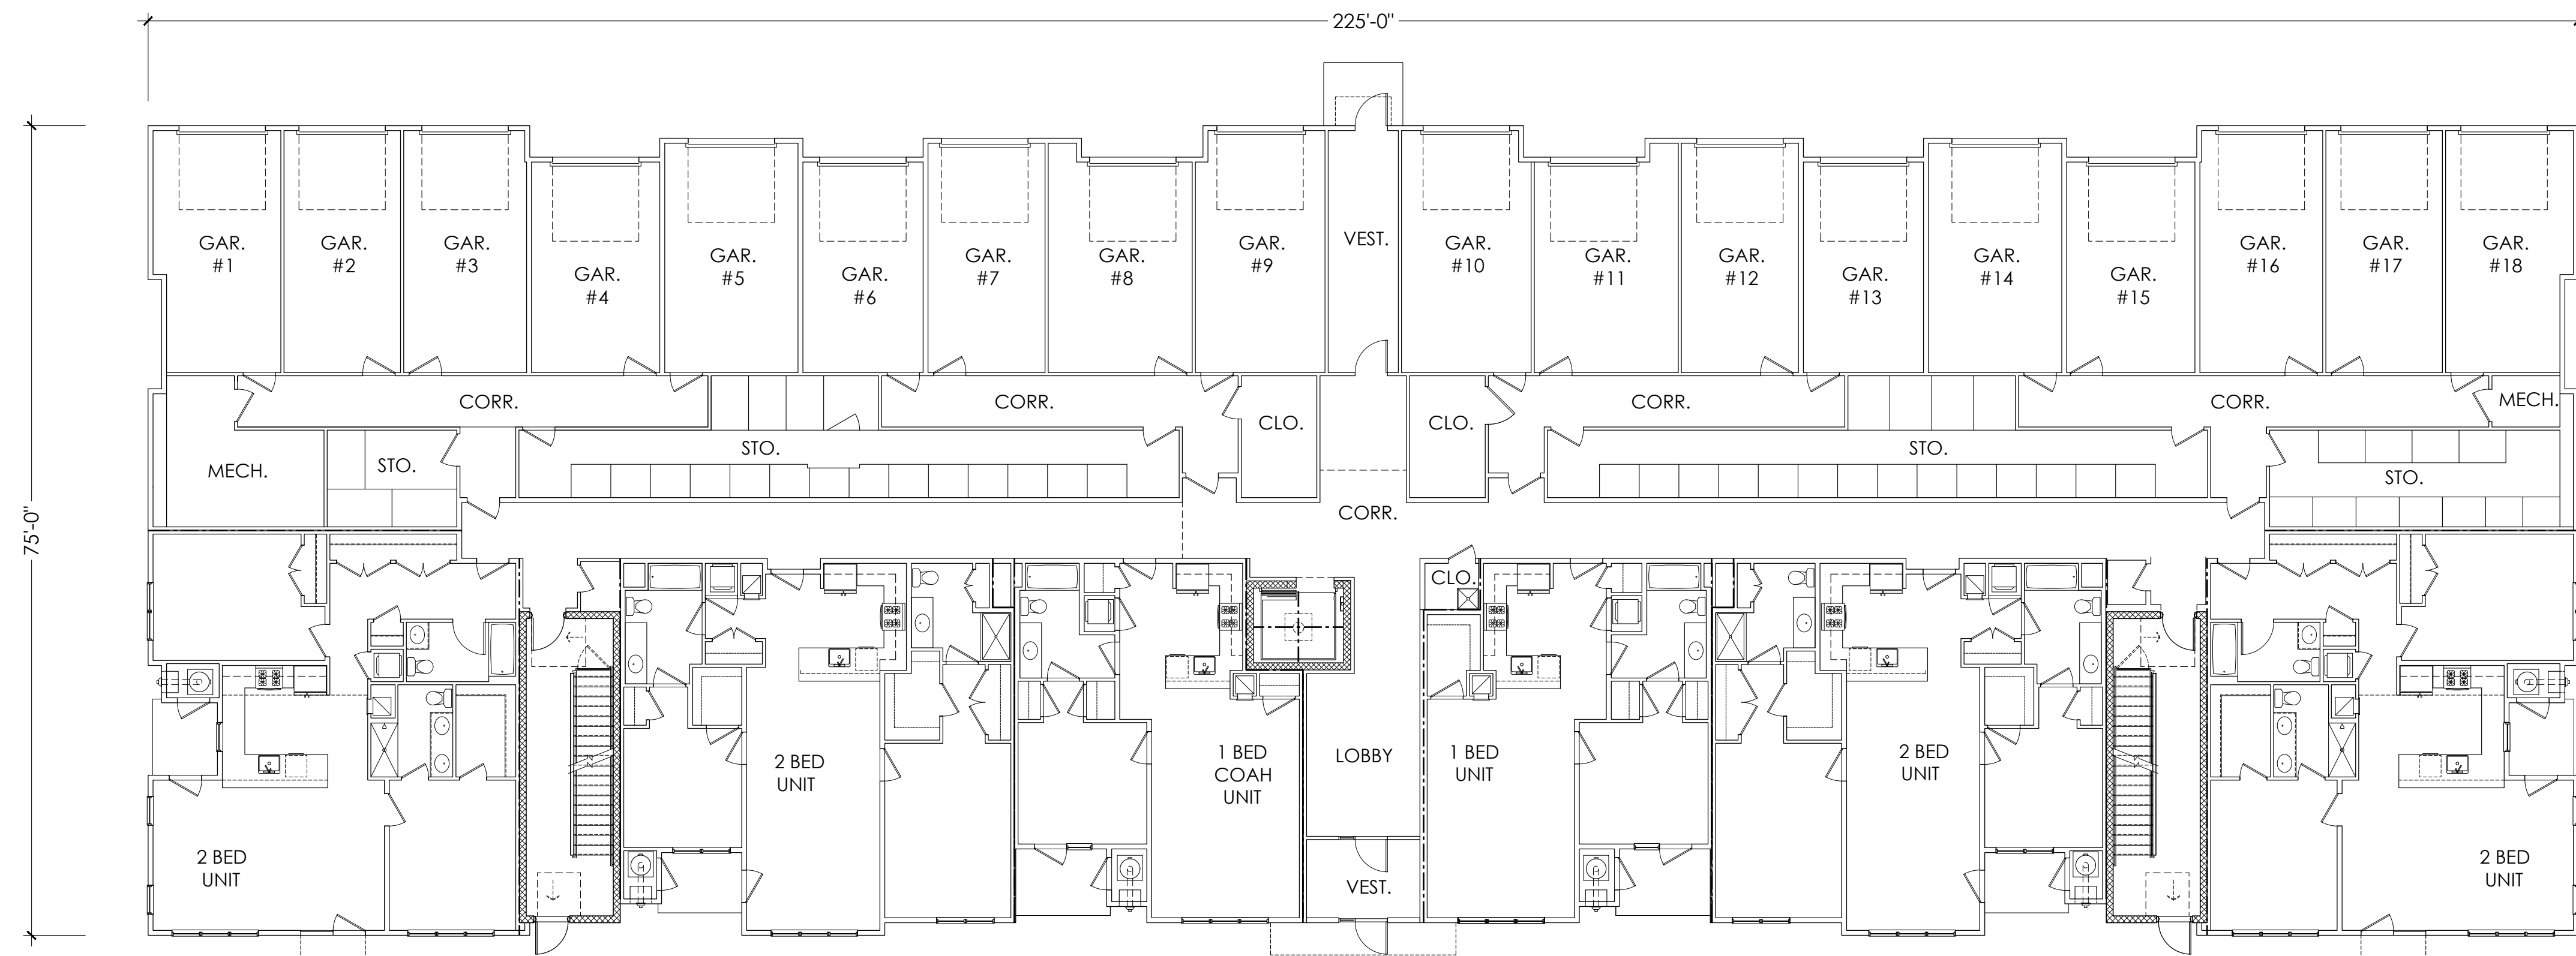 225'-0"
75'-0"
GAR.
#1
GAR.
#2
GAR.
#3
GAR.
#4
GAR.
#5
GAR.
#6
GAR.
#7
GAR.
#8
GAR.
#9
VEST.
GAR.
#10
GAR.
#11
GAR.
#12
GAR.
#13
GAR.
#14
GAR.
#15
GAR.
#16
GAR.
#17
GAR.
#18
CORR.
CORR.
CLO.
CLO.
CORR.
CORR.
MECH.
MECH.
STO.
STO.
STO.
STO.
CORR.
CLO.
2 BED
UNIT
2 BED
UNIT
1 BED
COAH
UNIT
LOBBY
1 BED
UNIT
2 BED
UNIT
2 BED
UNIT
VEST.